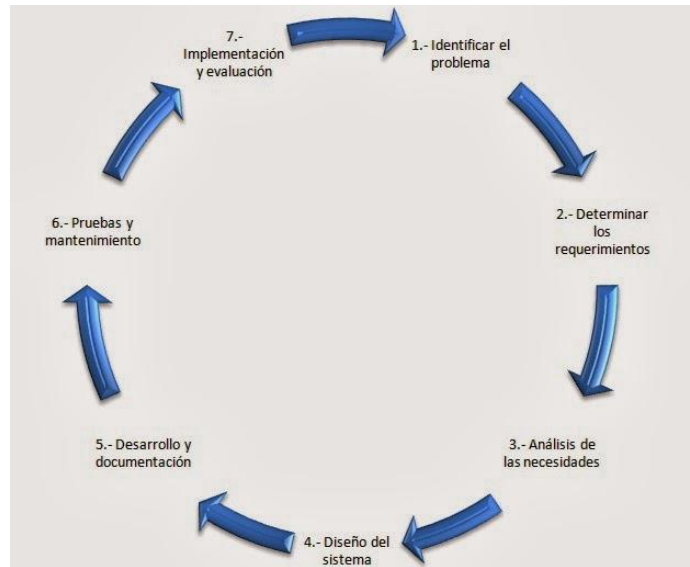 1.- Identificar el
problema
2.- Determinar
los
requerimientos
3.- Análisis de
las necesidades
4.- Diseño del
sistema
5.- Desarrollo y
documentación
6.- Pruebas y
mantenimiento
7.-
Implementación
y evaluación